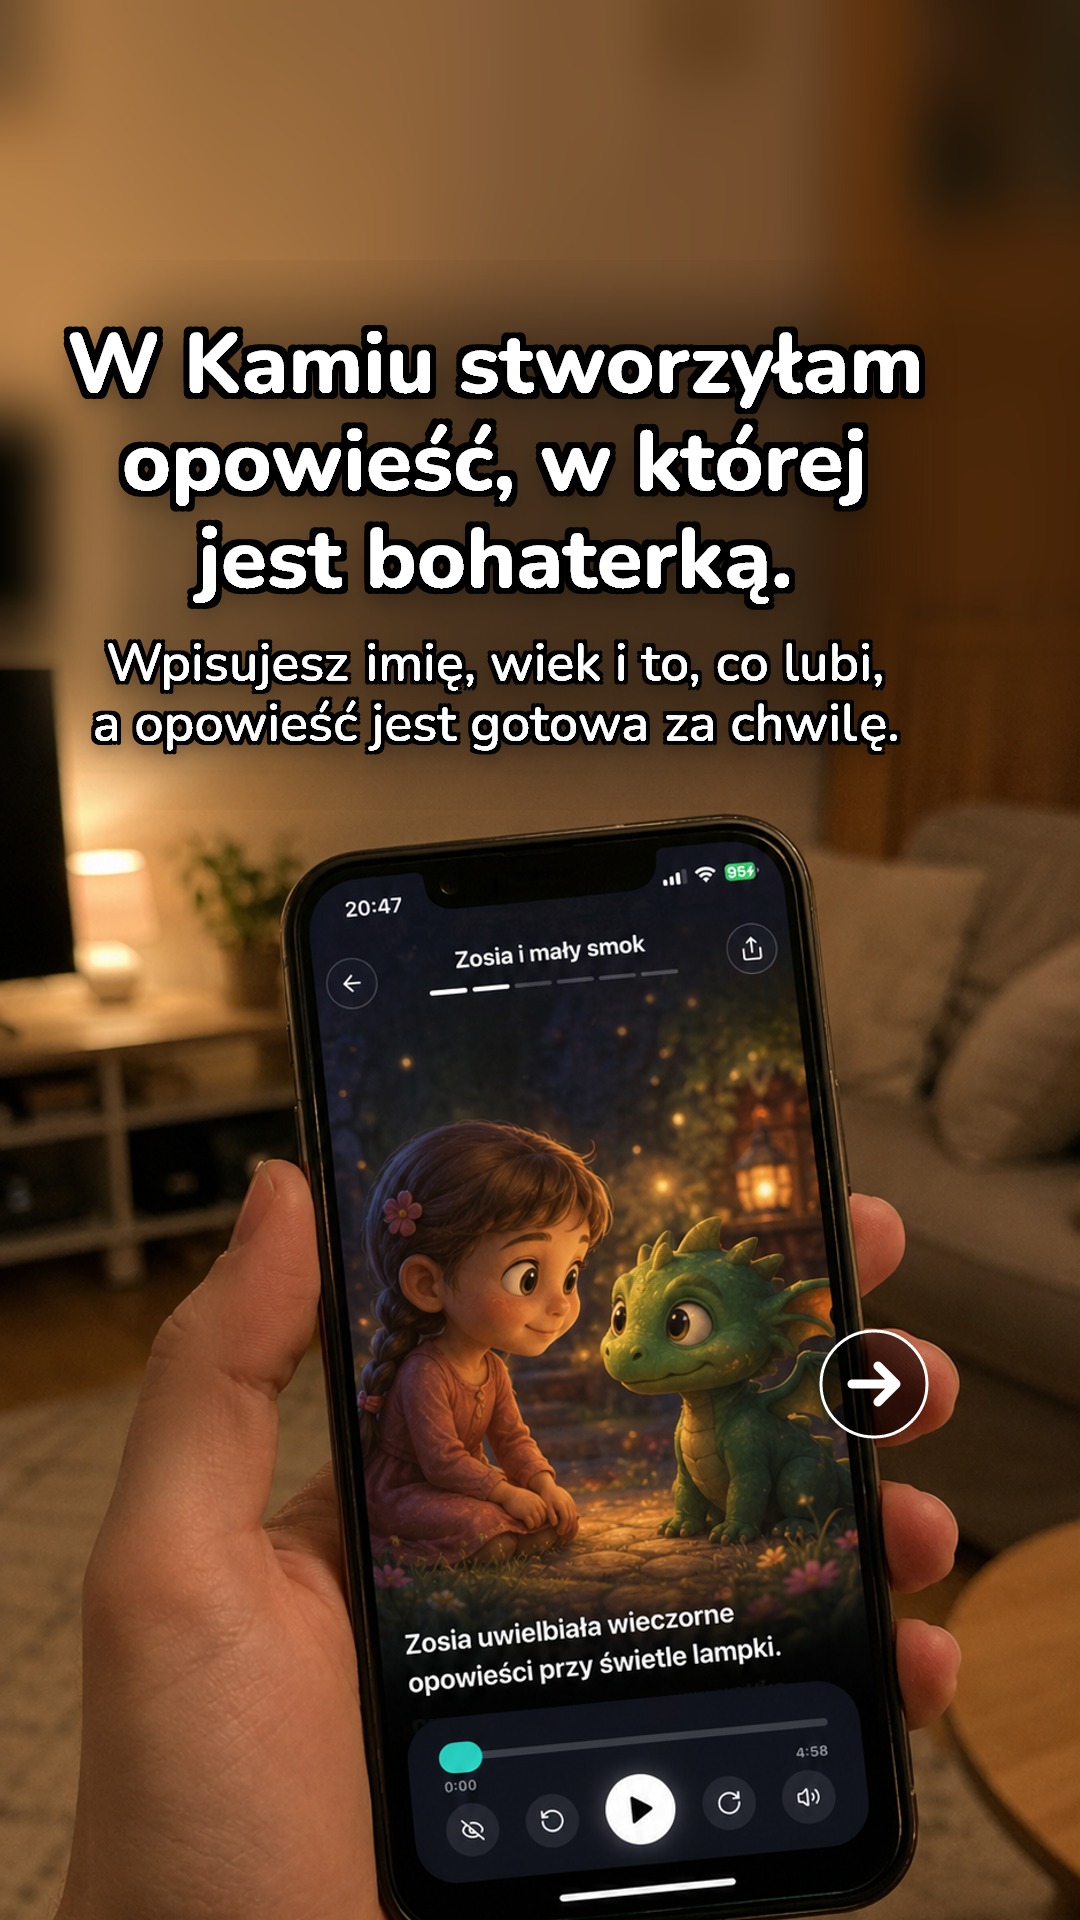 W Kamiu stworzyłam
opowieść, w której
jest bohaterką.
Wpisujesz imię, wiek i to, co lubi,
a opowieść jest gotowa za chwilę.
20:47
95
Zosia i mały smok
Zosia uwielbiała wieczorne
opowieści przy świetle lampki.
0:00
4:58